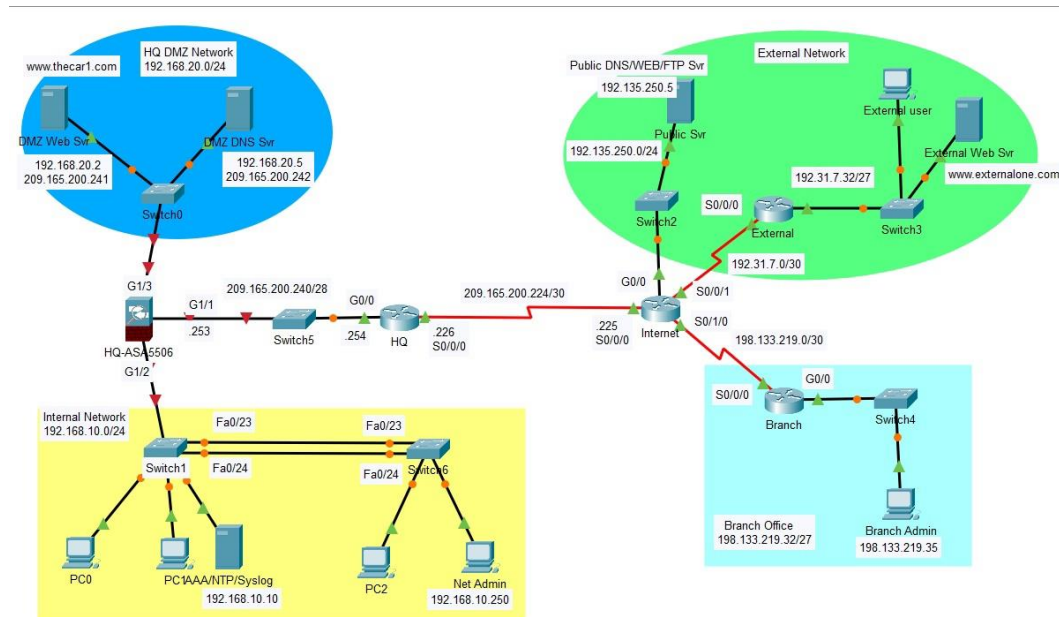 HQ DMZ Network
192.168.20.0/24
www.thecar1.com
DMZ Web Svr
DMZ DNS Svr
192.168.20.2
209.165.200.241
192.168.20.5
209.165.200.242
Switch0
G1/3
G1/1
.253
HQ-ASA5506
G1/2
209.165.200.240/28
Switch5
G0/0
.254
HQ
.226
S0/0/0
209.165.200.224/30
.225
S0/0/0
Internet
G0/0
S0/0/1
S0/1/0
Public DNS/WEB/FTP Svr
192.135.250.5
Public Svr
192.135.250.0/24
Switch2
External Network
External user
External Web Svr
www.externalone.com
192.31.7.32/27
S0/0/0
External
Switch3
192.31.7.0/30
198.133.219.0/30
S0/0/0
G0/0
Branch
Switch4
Branch Office
198.133.219.32/27
Branch Admin
198.133.219.35
Internal Network
192.168.10.0/24
Fa0/23
Fa0/23
Switch1
Fa0/24
Fa0/24
Switch6
PC0
PC1
AAA/NTP/Syslog
192.168.10.10
PC2
Net Admin
192.168.10.250